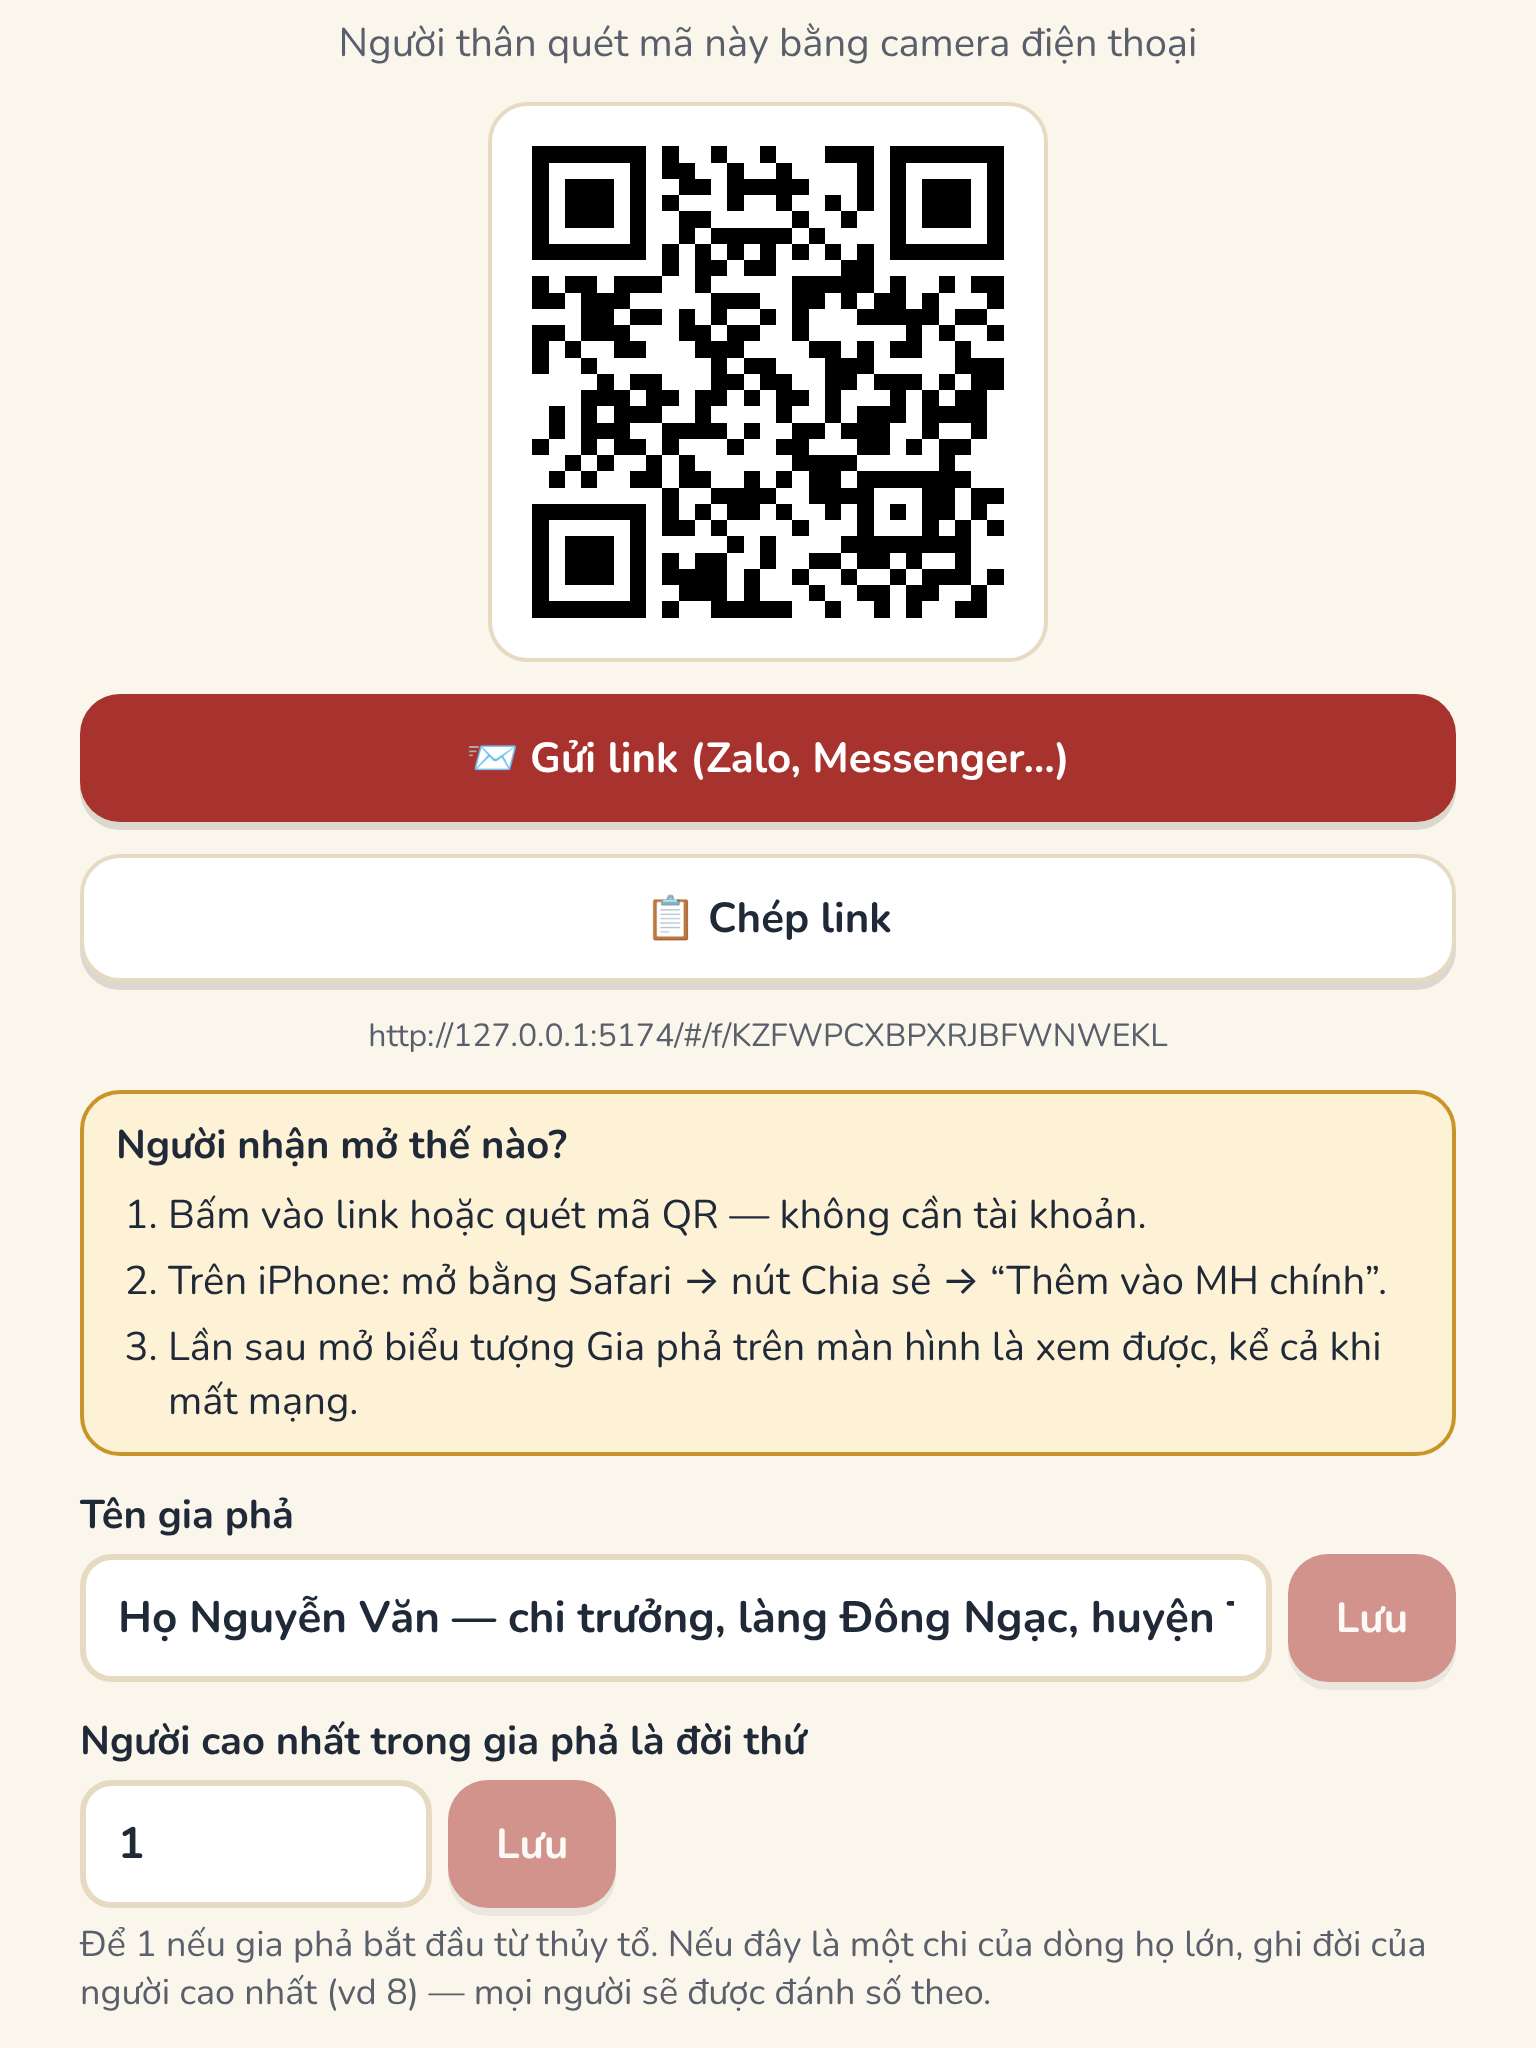 Người thân quét mã này bằng camera điện thoại
📨 Gửi link (Zalo, Messenger...)
📋 Chép link
http://127.0.0.1:5174/#/f/KZFWPCXBPXRJBFWNWEKL
Người nhận mở thế nào?
1. Bấm vào link hoặc quét mã QR — không cần tài khoản.
2. Trên iPhone: mở bằng Safari → nút Chia sẻ → “Thêm vào MH chính”.
3. Lần sau mở biểu tượng Gia phả trên màn hình là xem được, kể cả khi
mất mạng.
Tên gia phả
Họ Nguyễn Văn — chi trưởng, làng Đông Ngạc, huyện
Lưu
Người cao nhất trong gia phả là đời thứ
1
Lưu
Để 1 nếu gia phả bắt đầu từ thủy tổ. Nếu đây là một chi của dòng họ lớn, ghi đời của
người cao nhất (vd 8) — mọi người sẽ được đánh số theo.